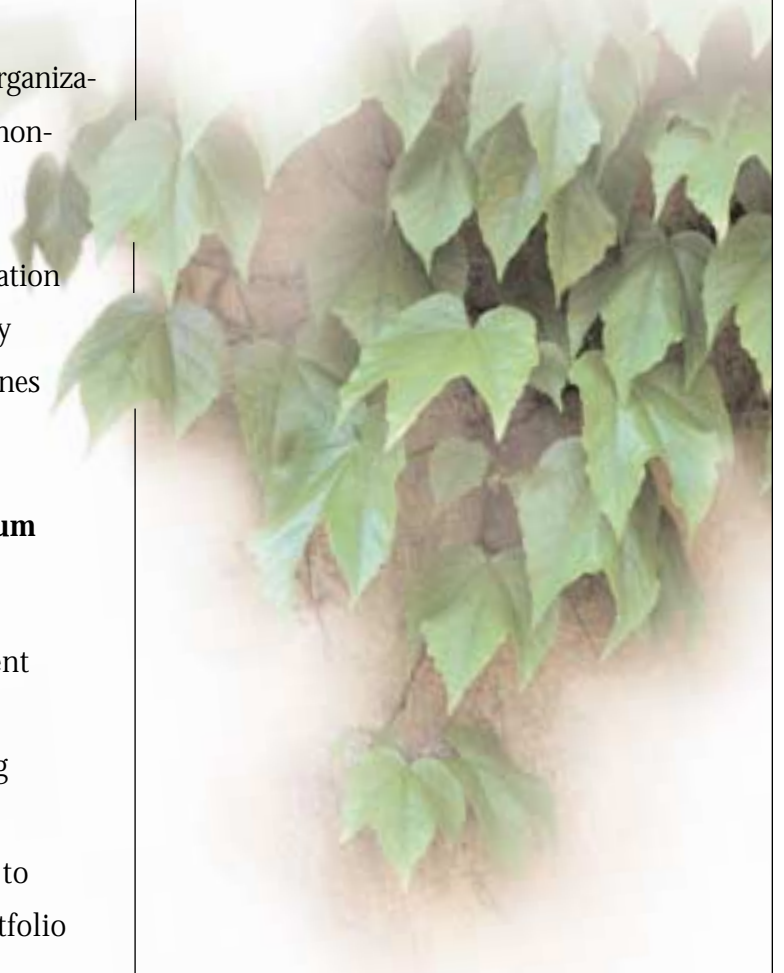 rganiza-
non-
ation
y
nes
um
ent
g
to
tfolio